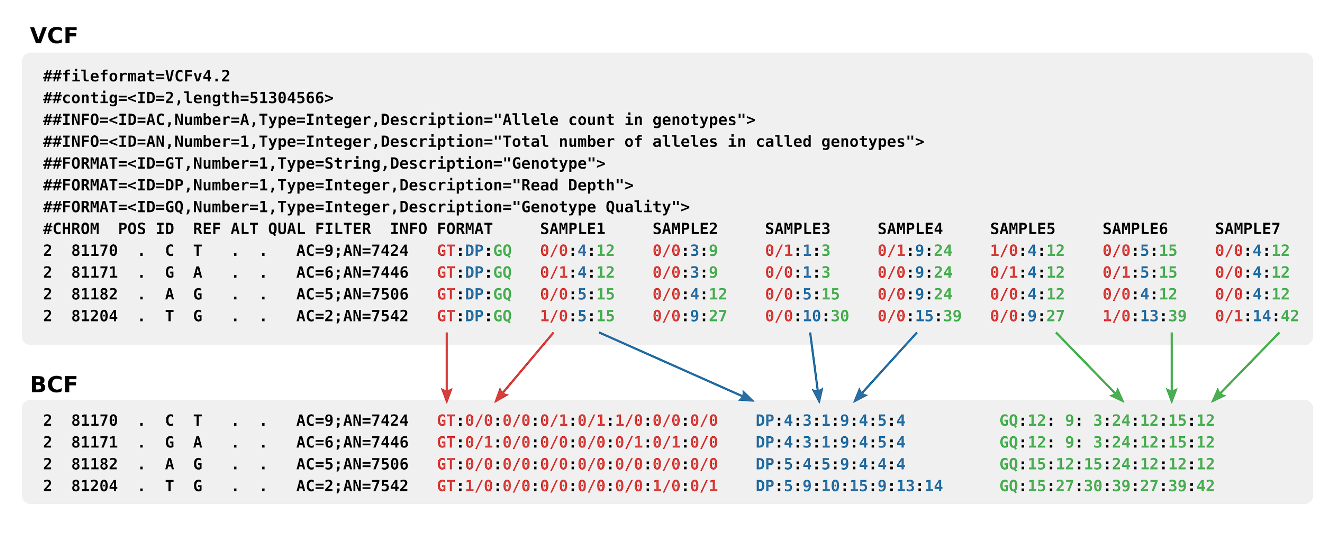 VCF
##fileformat=VCFv4.2
##contig=<ID=2,length=51304566>
##INFO=<ID=AC,Number=A,Type=Integer,Description="Allele count in genotypes">
##INFO=<ID=AN,Number=1,Type=Integer,Description="Total number of alleles in called genotypes">
##FORMAT=<ID=GT,Number=1,Type=String,Description="Genotype">
##FORMAT=<ID=DP,Number=1,Type=Integer,Description="Read Depth">
##FORMAT=<ID=GQ,Number=1,Type=Integer,Description="Genotype Quality">
#CHROM POS ID REF ALT QUAL FILTER INFO FORMAT SAMPLE1 SAMPLE2 SAMPLE3 SAMPLE4 SAMPLE5 SAMPLE6 SAMPLE7
2 81170 . C T . . AC=9;AN=7424 GT:DP:GQ 0/0:4:12 0/0:3:9 0/1:1:3 0/1:9:24 1/0:4:12 0/0:5:15 0/0:4:12
2 81171 . G A . . AC=6;AN=7446 GT:DP:GQ 0/1:4:12 0/0:3:9 0/0:1:3 0/0:9:24 0/1:4:12 0/1:5:15 0/0:4:12
2 81182 . A G . . AC=5;AN=7506 GT:DP:GQ 0/0:5:15 0/0:4:12 0/0:5:15 0/0:9:24 0/0:4:12 0/0:4:12 0/0:4:12
2 81204 . T G . . AC=2;AN=7542 GT:DP:GQ 1/0:5:15 0/0:9:27 0/0:10:30 0/0:15:39 0/0:9:27 1/0:13:39 0/1:14:42
BCF
2 81170 . C T . . AC=9;AN=7424 GT:0/0:0/0:0/1:0/1:1/0:0/0:0/0 DP:4:3:1:9:4:5:4 GQ:12: 9: 3:24:12:15:12
2 81171 . G A . . AC=6;AN=7446 GT:0/1:0/0:0/0:0/0:0/1:0/1:0/0 DP:4:3:1:9:4:5:4 GQ:12: 9: 3:24:12:15:12
2 81182 . A G . . AC=5;AN=7506 GT:0/0:0/0:0/0:0/0:0/0:0/0:0/0 DP:5:4:5:9:4:4:4 GQ:15:12:15:24:12:12:12
2 81204 . T G . . AC=2;AN=7542 GT:1/0:0/0:0/0:0/0:0/0:1/0:0/1 DP:5:9:10:15:9:13:14 GQ:15:27:30:39:27:39:42